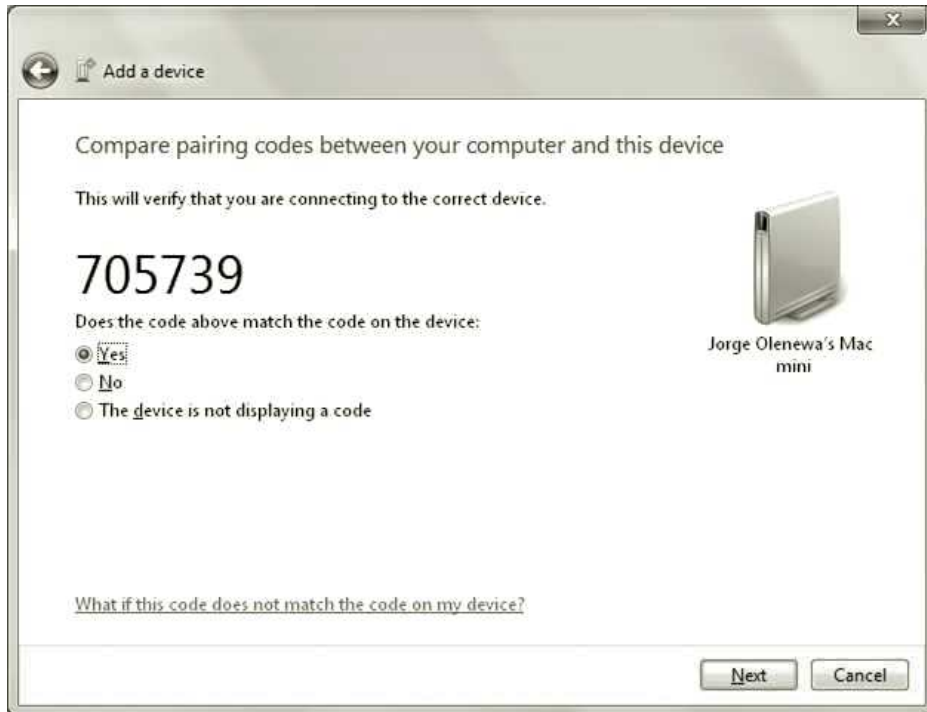 X
Add a device
Compare pairing codes between your computer and this device
This will verify that you are connecting to the correct device.
705739
Does the code above match the code on the device:
Yes
No
The device is not displaying a code
Jorge Olenewa's Mac
mini
What if this code does not match the code on my device?
Next
Cancel